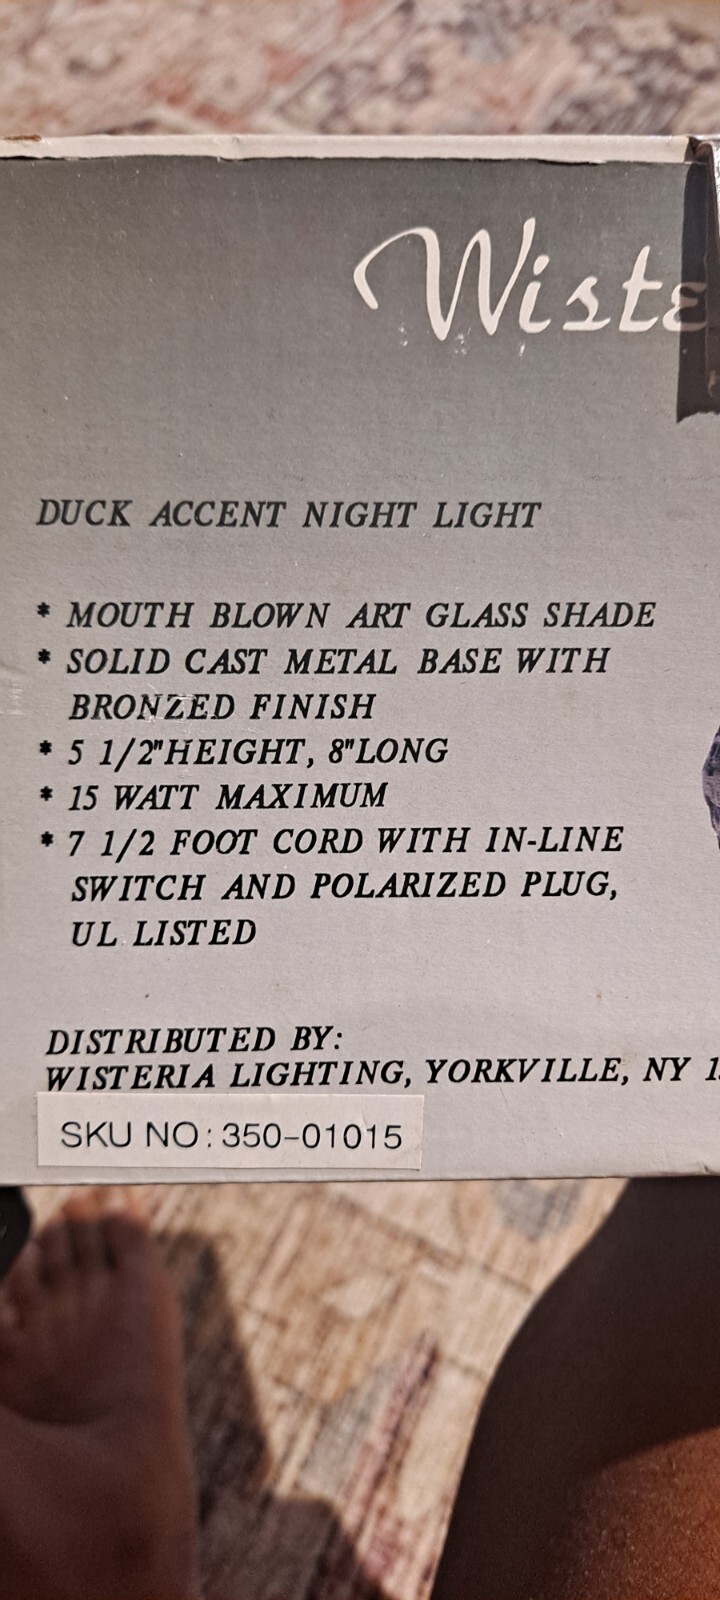 Wiste
DUCK ACCENT NIGHT LIGHT
* MOUTH BLOWN ART GLASS SHADE
* SOLID CAST METAL BASE WITH
BRONZED FINISH
* 5 1/2"HEIGHT, 8"LONG
* 15 WATT MAXIMUM
* 7 1/2 FOOT CORD WITH IN-LINE
SWITCH AND POLARIZED PLUG,
UL LISTED
DISTRIBUTED BY:
WISTERIA LIGHTING, YORKVILLE, NY
SKU NO: 350-01015